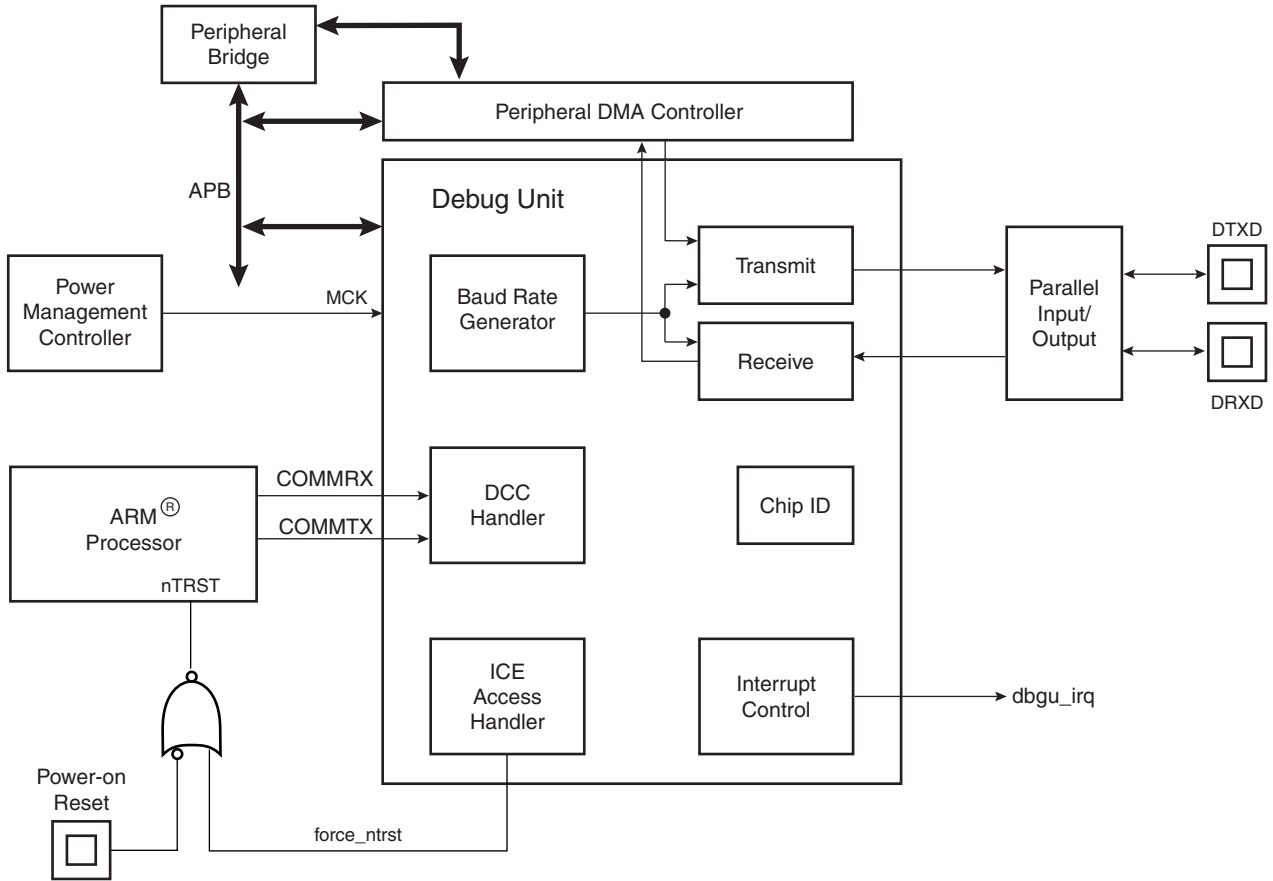 Peripheral
Bridge
Peripheral DMA Controller
APB
Debug Unit
DTXD
Transmit
Power
Management
Controller
MCK
Baud Rate
Generator
Parallel
Input/
Output
Receive
DRXD
COMMRX
DCC
Handler
Chip ID
ARM®
Processor
COMMTX
nTRST
ICE
Access
Handler
Interrupt
Control
dbgu_irq
Power-on
Reset
force_ntrst